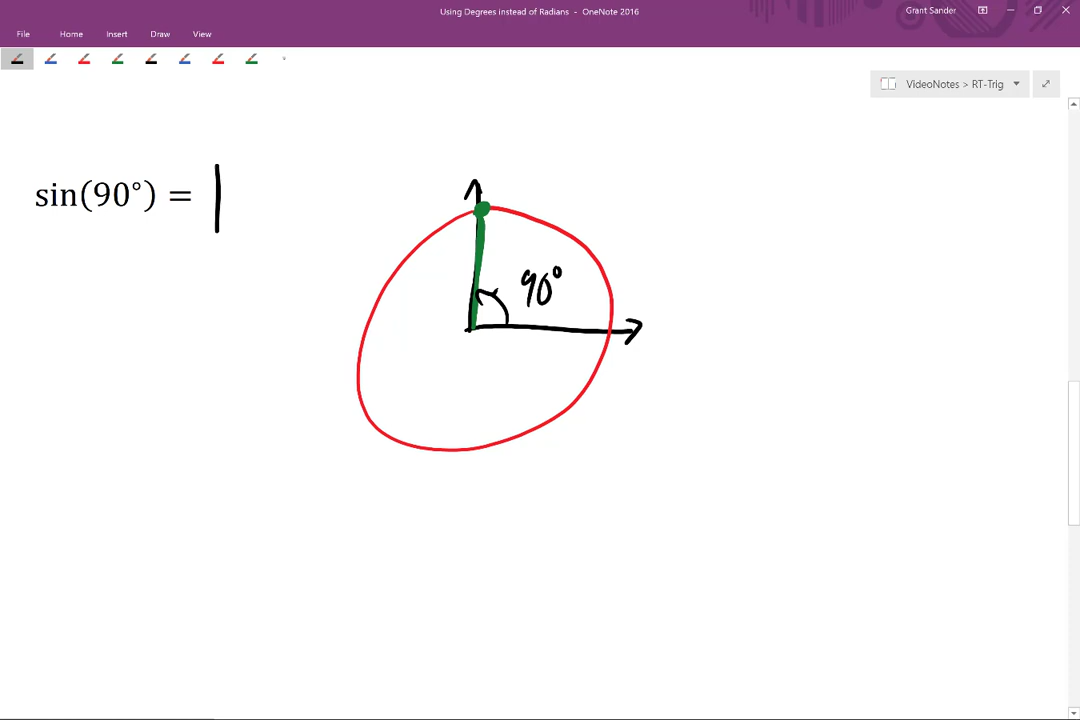 Using Degrees instead of Radians - OneNote 2016
Grant Sander
File Home Insert Draw View
VideoNotes > RT-Trig
sin(90°) = 1
90°